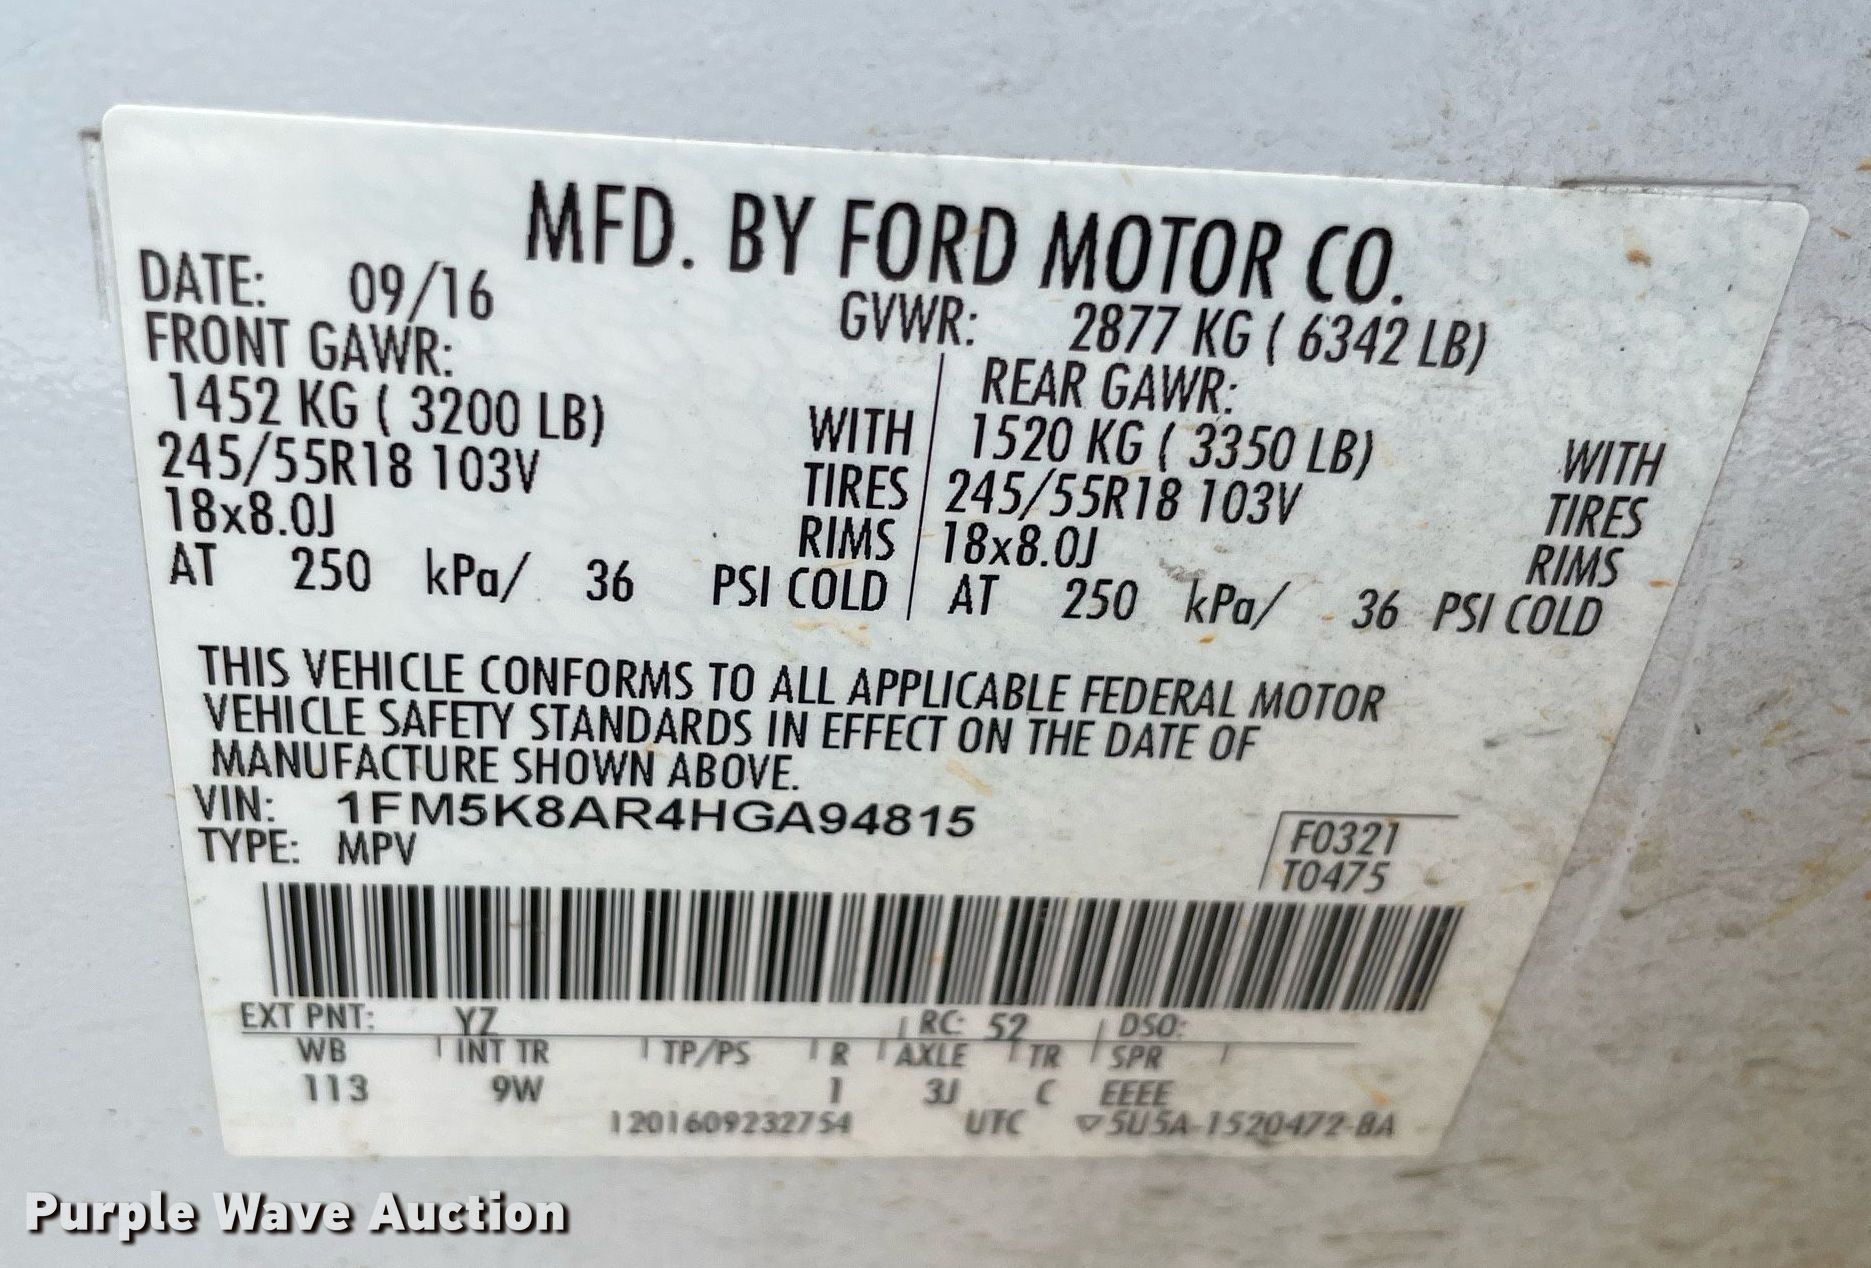 MFD. BY FORD MOTOR CO.
DATE: 09/16 GVWR: 2877 KG ( 6342 LB)
FRONT GAWR: REAR GAWR:
1452 KG ( 3200 LB) WITH 1520 KG ( 3350 LB) WITH
245/55R18 103V TIRES 245/55R18 103V TIRES
18x8.0J RIMS 18x8.0J RIMS
AT 250 kPa/ 36 PSI COLD AT 250 kPa/ 36 PSI COLD
THIS VEHICLE CONFORMS TO ALL APPLICABLE FEDERAL MOTOR
VEHICLE SAFETY STANDARDS IN EFFECT ON THE DATE OF
MANUFACTURE SHOWN ABOVE.
VIN: 1FM5K8AR4HGA94815
TYPE: MPV
F0321
T0475
EXT PNT: YZ RC: 52 DSO:
WB INT TR TP/PS R AXLE TR SPR
113 9W 1 3J C EEEE
1201609232754 UTC ▽5U5A-1520472-BA
Purple Wave Auction